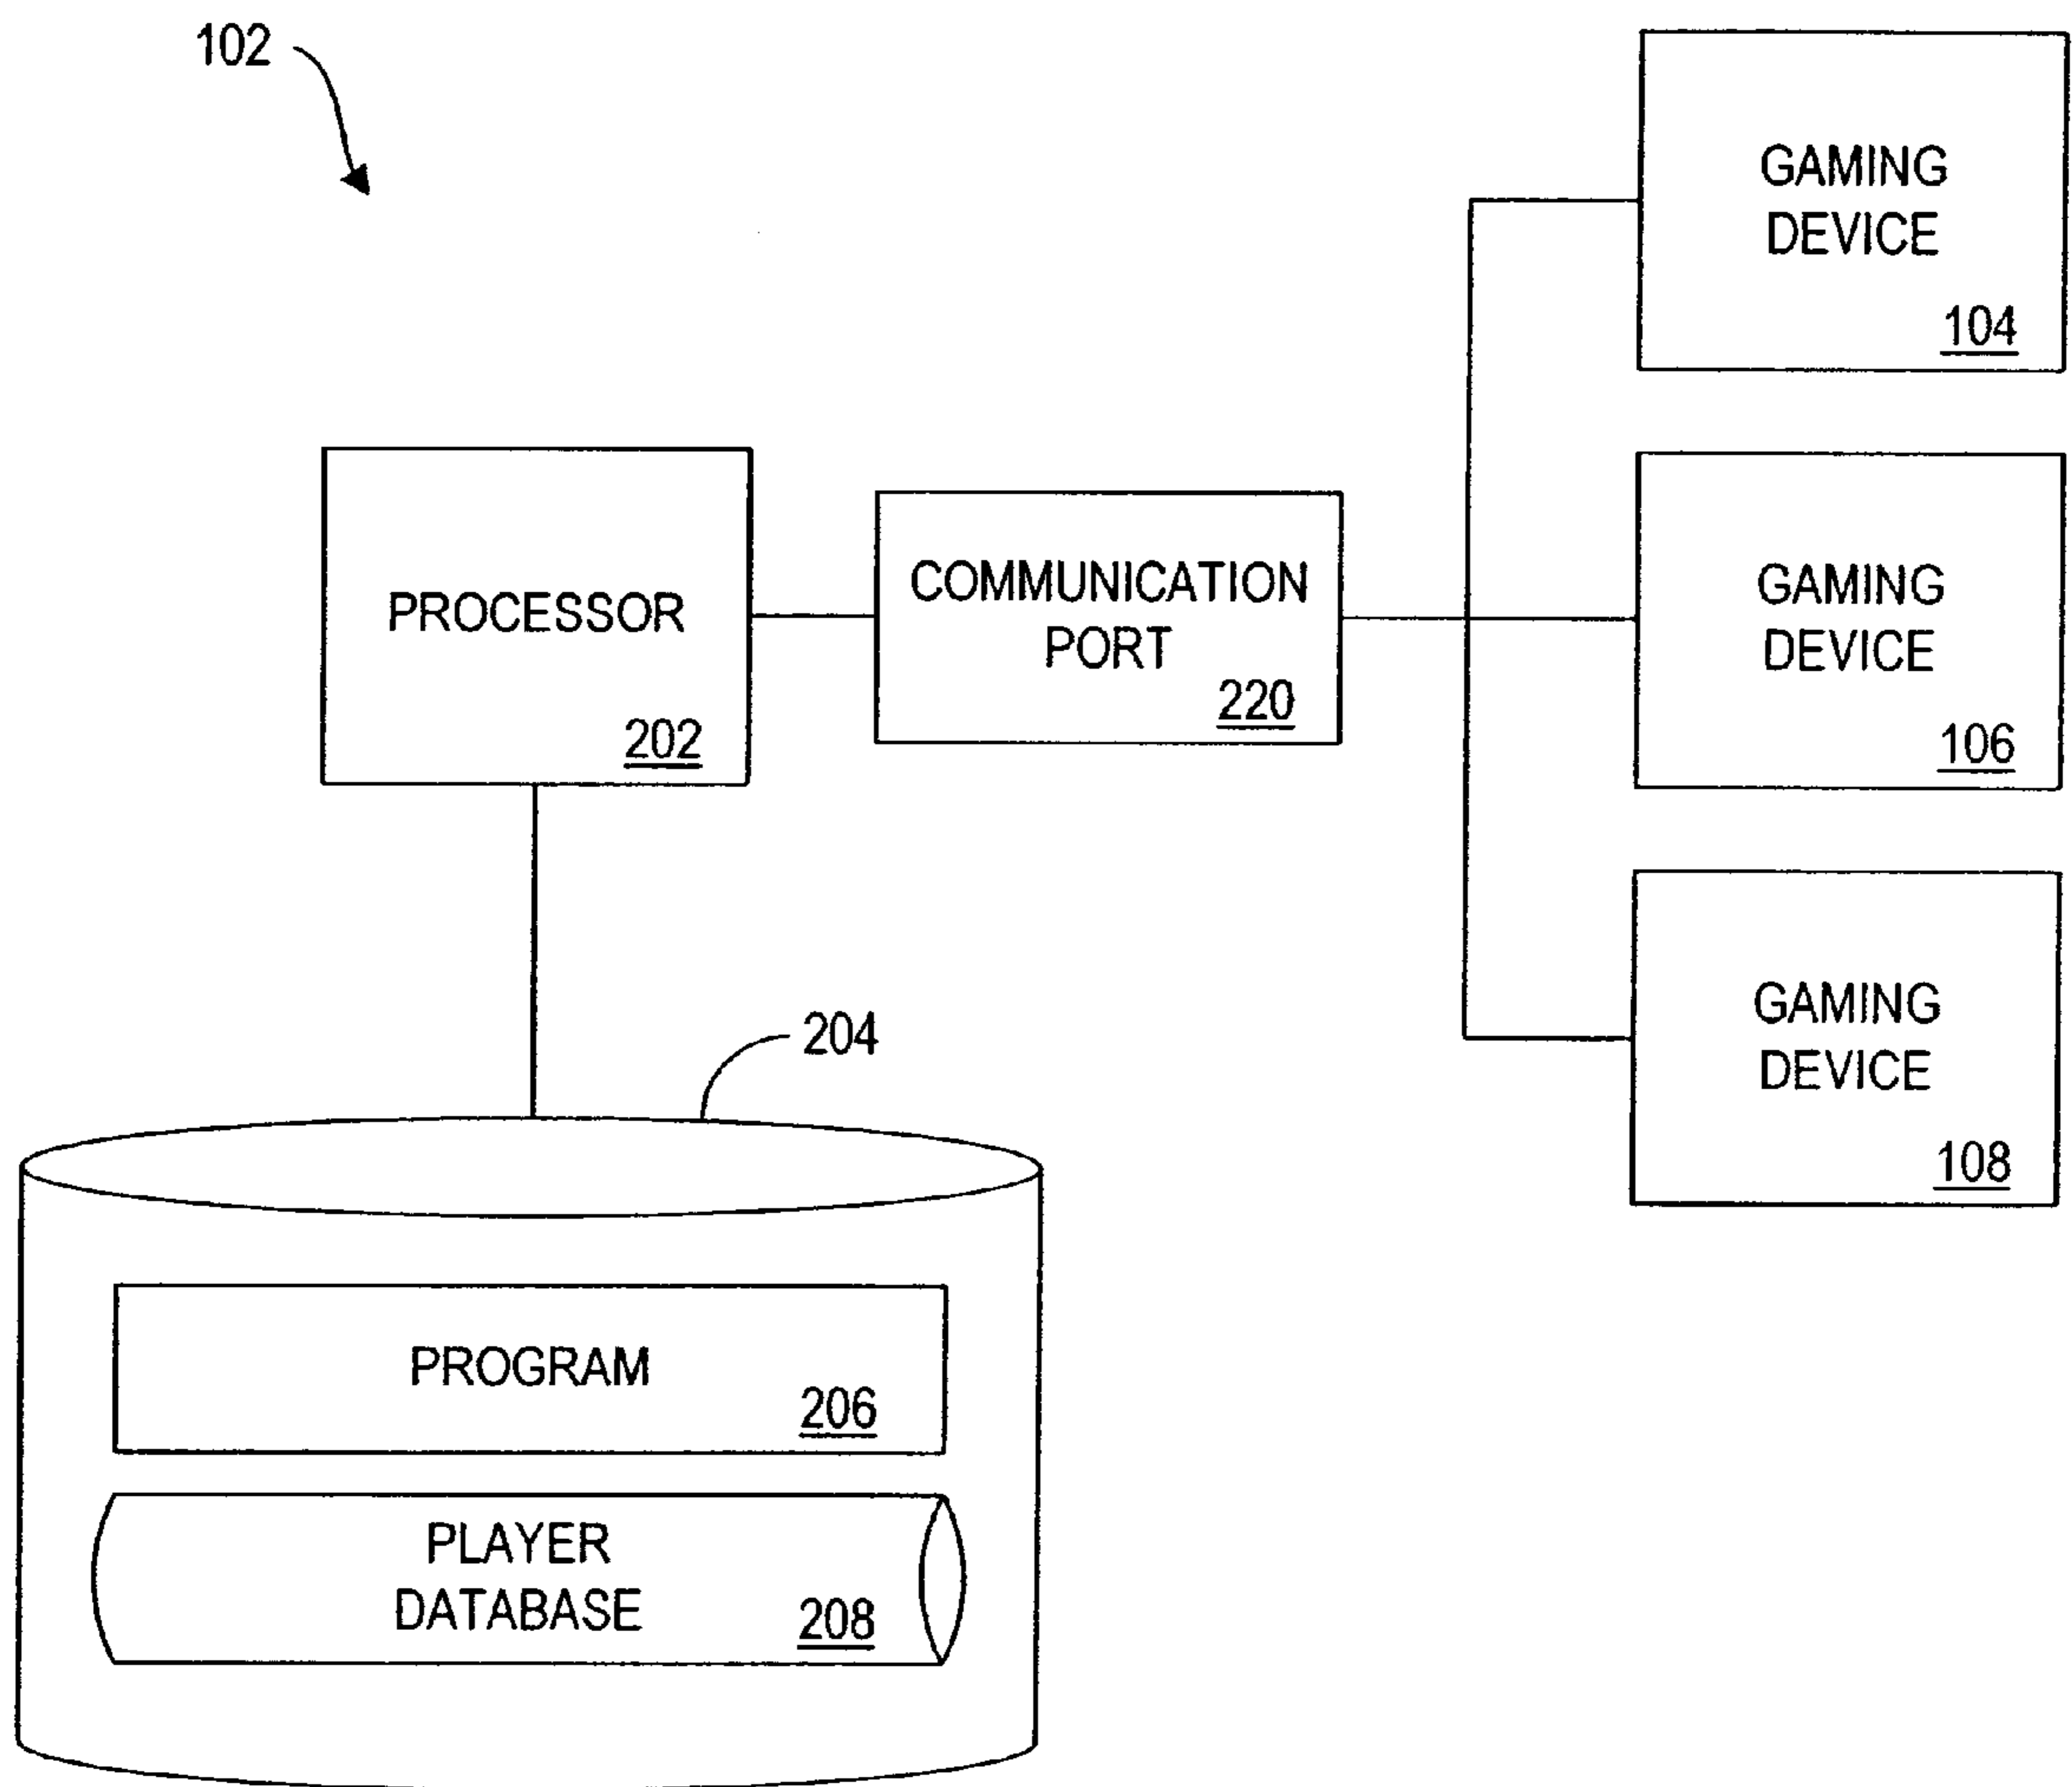 102
GAMING
DEVICE
104
PROCESSOR
202
COMMUNICATION
PORT
220
GAMING
DEVICE
106
GAMING
DEVICE
108
204
PROGRAM
206
PLAYER
DATABASE
208